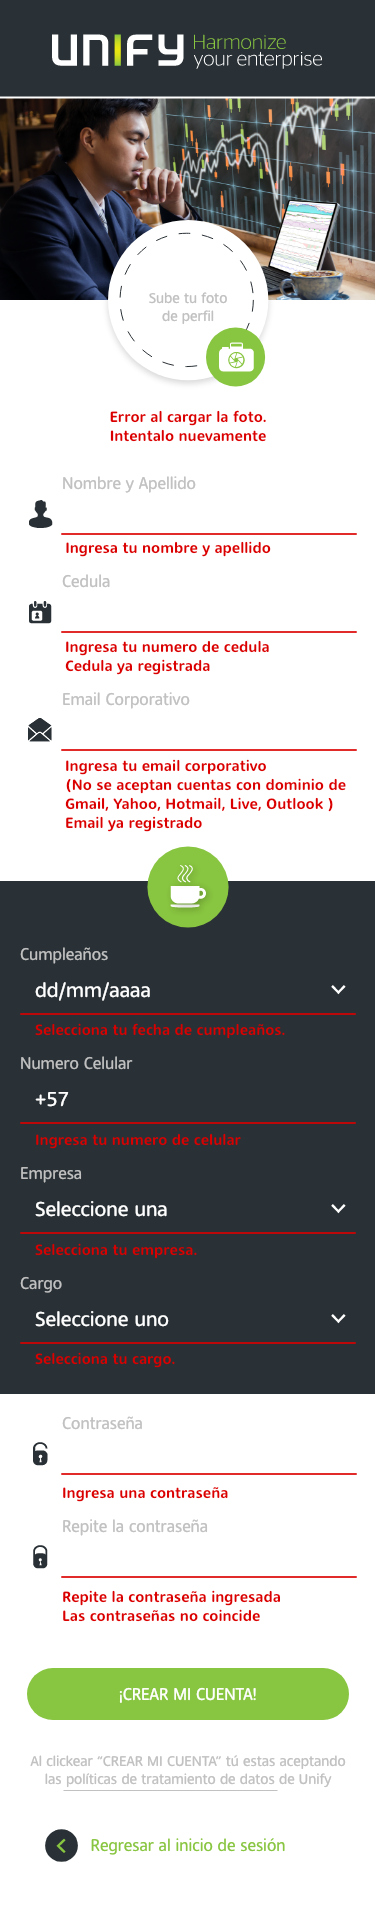 UNIFY Harmonize
your enterprise
Sube tu foto
de perfil
Error al cargar la foto.
Intentalo nuevamente
Nombre y Apellido
Ingresa tu nombre y apellido
Cedula
Ingresa tu numero de cedula
Cedula ya registrada
Email Corporativo
Ingresa tu email corporativo
(No se aceptan cuentas con dominio de
Gmail, Yahoo, Hotmail, Live, Outlook )
Email ya registrado
Cumpleaños
dd/mm/aaaa
Selecciona tu fecha de cumpleaños.
Numero Celular
+57
Ingresa tu numero de celular
Empresa
Seleccione una
Selecciona tu empresa.
Cargo
Seleccione uno
Selecciona tu cargo.
Contraseña
Ingresa una contraseña
Repite la contraseña
Repite la contraseña ingresada
Las contraseñas no coincide
¡CREAR MI CUENTA!
Al clickear “CREAR MI CUENTA” tú estas aceptando
las políticas de tratamiento de datos de Unify
Regresar al inicio de sesión